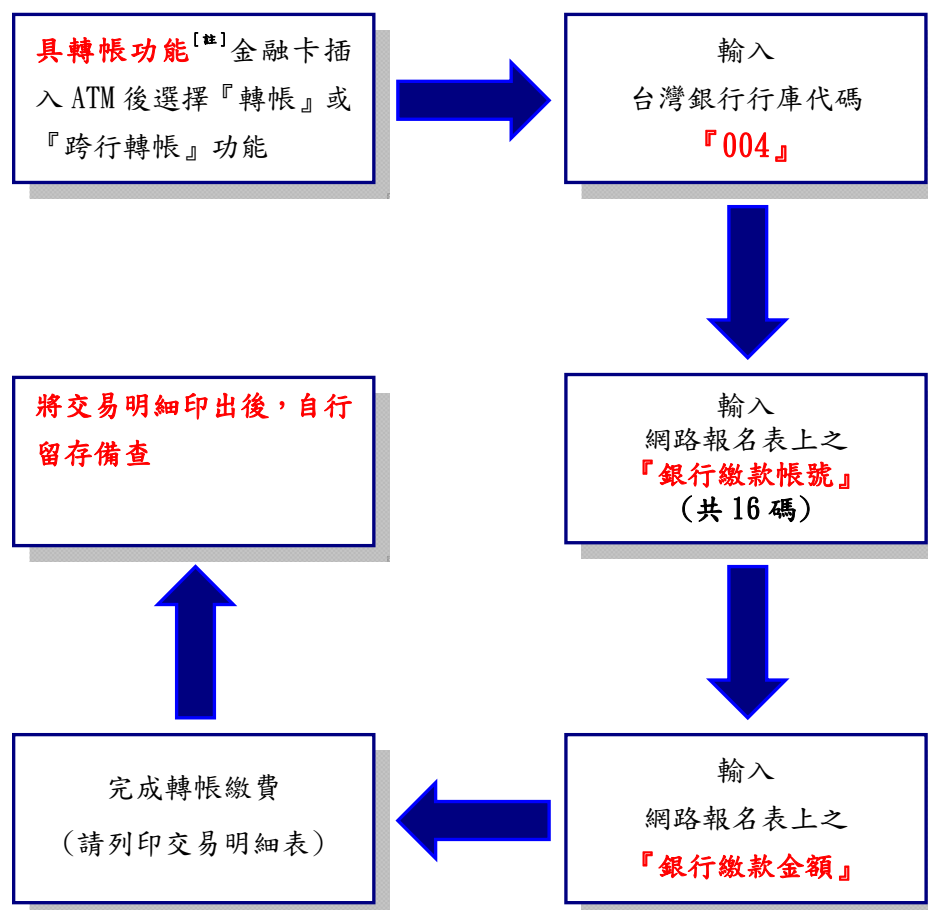 具轉帳功能[註]金融卡插
入 ATM 後選擇『轉帳』或
『跨行轉帳』功能
輸入
台灣銀行行庫代碼
『004』
輸入
網路報名表上之
『銀行繳款帳號』
(共 16 碼)
輸入
網路報名表上之
『銀行繳款金額』
完成轉帳繳費
(請列印交易明細表)
將交易明細印出後，自行
留存備查